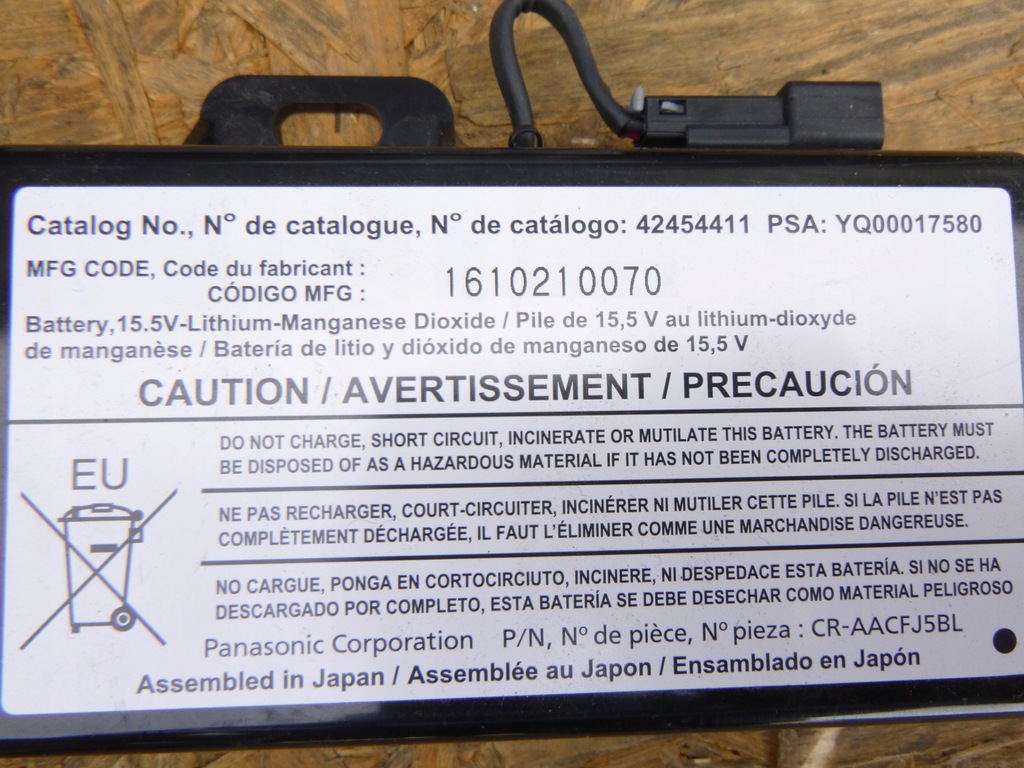 Catalog No., N° de catalogue, N° de catálogo: 42454411 PSA: YQ00017580
MFG CODE, Code du fabricant :
CÓDIGO MFG :
1610210070
Battery,15.5V-Lithium-Manganese Dioxide / Pile de 15,5 V au lithium-dioxyde
de manganèse / Batería de litio y dióxido de manganeso de 15,5 V
CAUTION / AVERTISSEMENT / PRECAUCIÓN
EU
DO NOT CHARGE, SHORT CIRCUIT, INCINERATE OR MUTILATE THIS BATTERY. THE BATTERY MUST
BE DISPOSED OF AS A HAZARDOUS MATERIAL IF IT HAS NOT BEEN COMPLETELY DISCHARGED.
NE PAS RECHARGER, COURT-CIRCUITER, INCINÉRER NI MUTILER CETTE PILE. SI LA PILE N'EST PAS
COMPLÈTEMENT DÉCHARGÉE, IL FAUT L'ÉLIMINER COMME UNE MARCHANDISE DANGEREUSE.
NO CARGUE, PONGA EN CORTOCIRCIUTO, INCINERE, NI DESPEDACE ESTA BATERÍA. SI NO SE HA
DESCARGADO POR COMPLETO, ESTA BATERÍA SE DEBE DESECHAR COMO MATERIAL PELIGROSO
Panasonic Corporation P/N, N° de pièce, N° pieza : CR-AACFJ5BL
Assembled in Japan / Assemblée au Japon / Ensamblado en Japón